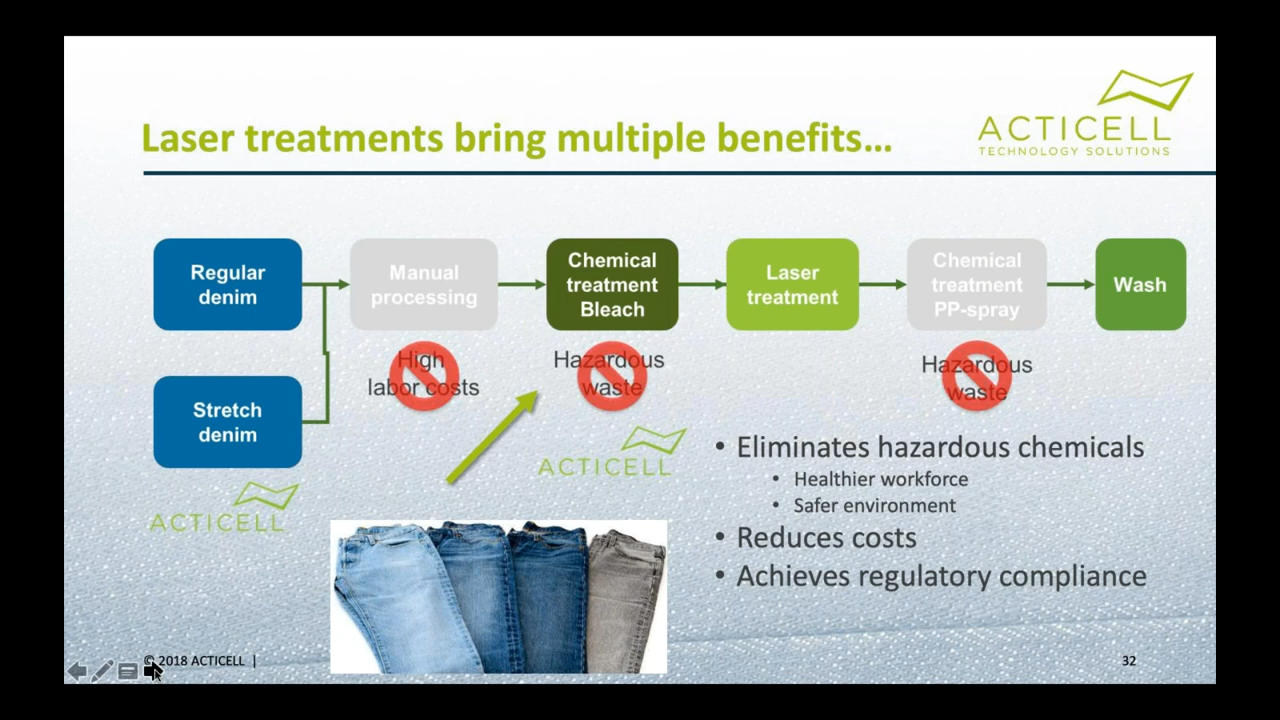 Laser treatments bring multiple benefits…
ACTICELL
TECHNOLOGY SOLUTIONS
Regular
denim
Manual
processing
Chemical
treatment
Bleach
Laser
treatment
Chemical
treatment
PP-spray
Wash
High
labor costs
Hazardous
waste
Hazardous
waste
Stretch
denim
ACTICELL
ACTICELL
• Eliminates hazardous chemicals
• Healthier workforce
• Safer environment
• Reduces costs
• Achieves regulatory compliance
© 2018 ACTICELL |
32